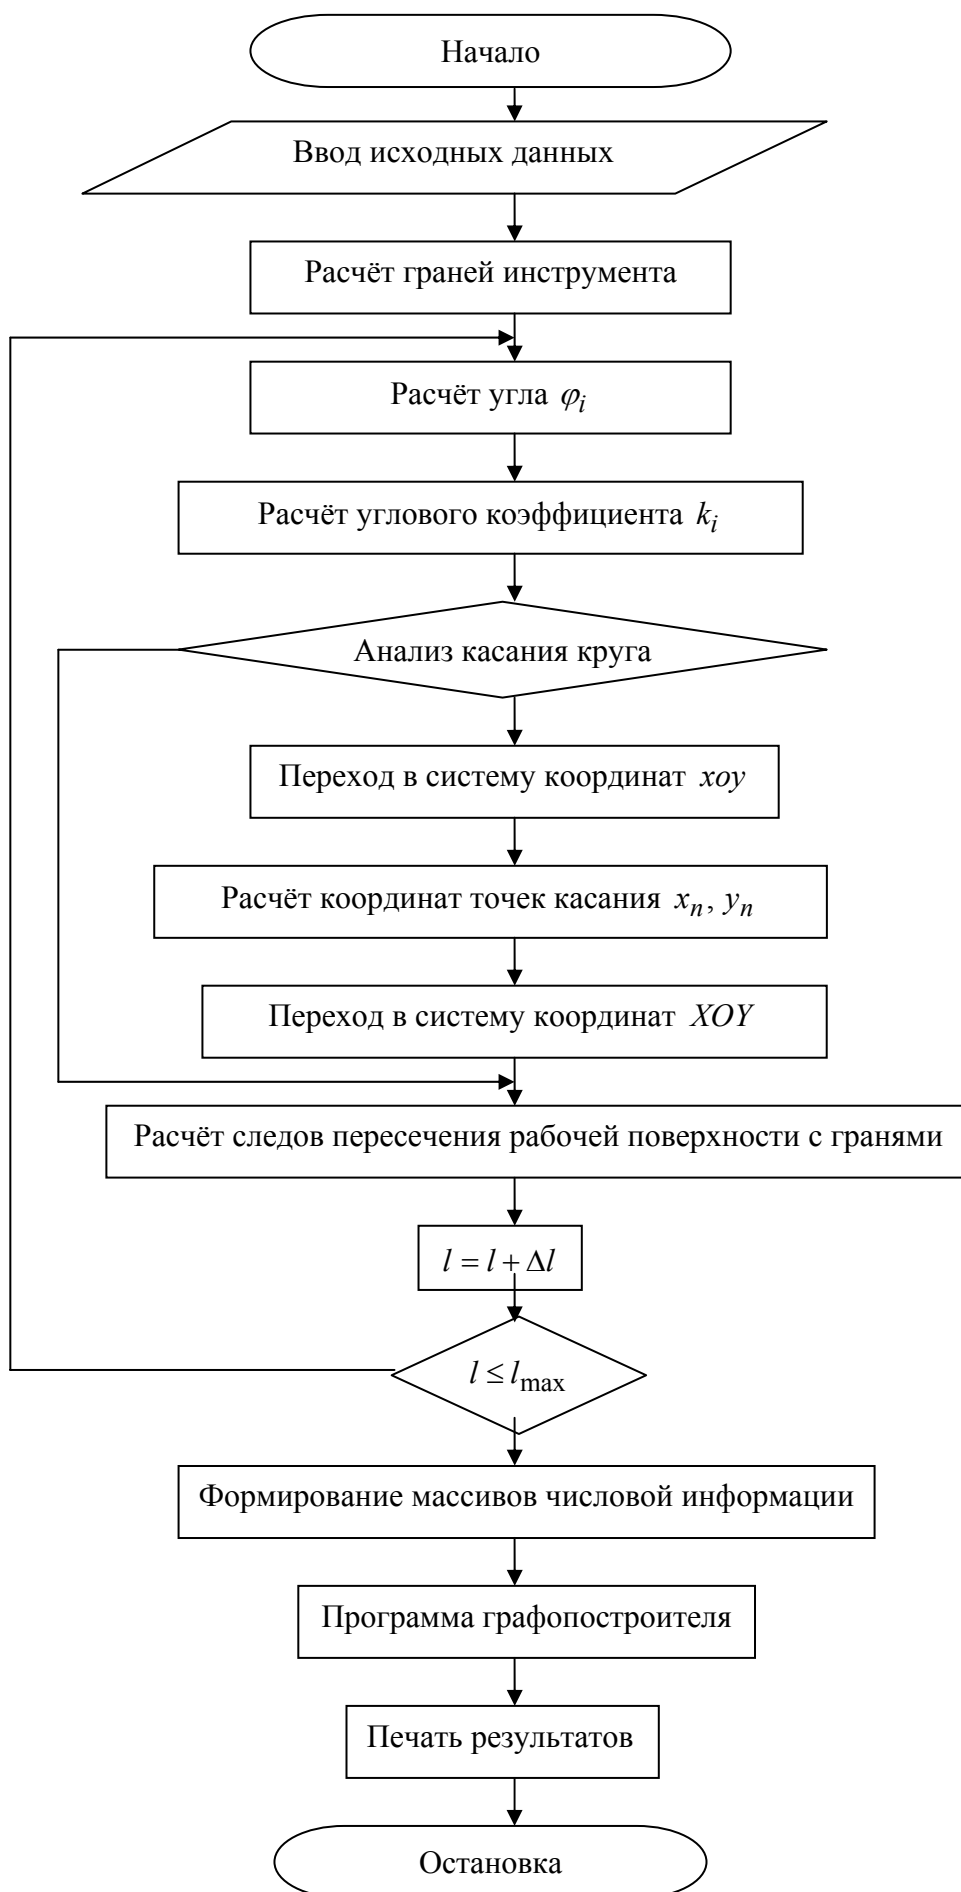 Начало
Ввод исходных данных
Расчёт граней инструмента
Расчёт угла φi
Расчёт углового коэффициента ki
Анализ касания круга
Переход в систему координат xoy
Расчёт координат точек касания xn, yn
Переход в систему координат XOY
Расчёт следов пересечения рабочей поверхности с гранями
l = l + Δl
l ≤ lmax
Формирование массивов числовой информации
Программа графопостроителя
Печать результатов
Остановка